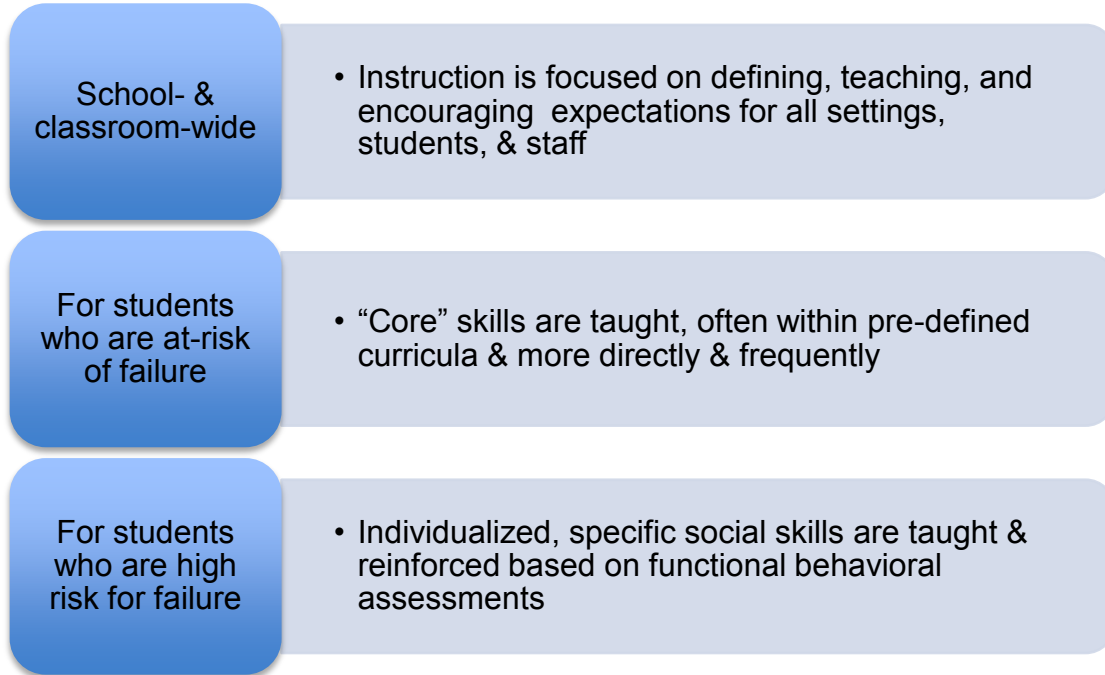 School- &
classroom-wide
• Instruction is focused on defining, teaching, and
encouraging  expectations for all settings,
students, & staff
For students
who are at-risk
of failure
• “Core” skills are taught, often within pre-defined
curricula & more directly & frequently
For students
who are high
risk for failure
• Individualized, specific social skills are taught &
reinforced based on functional behavioral
assessments